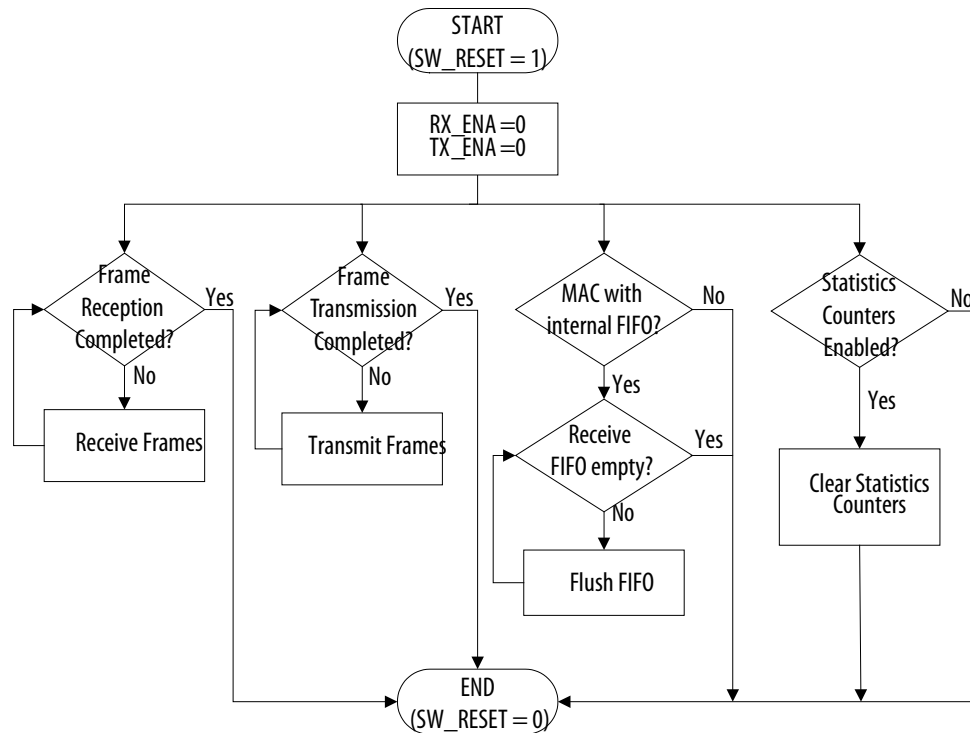 START
(SW_RESET = 1)
RX_ENA =0
TX_ENA =0
Frame
Reception
Completed?
Yes
No
Receive Frames
Frame
Transmission
Completed?
Yes
No
Transmit Frames
MAC with
internal FIFO?
No
Yes
Receive
FIFO empty?
Yes
No
Flush FIFO
Statistics
Counters
Enabled?
No
Yes
Clear Statistics
Counters
END
(SW_RESET = 0)